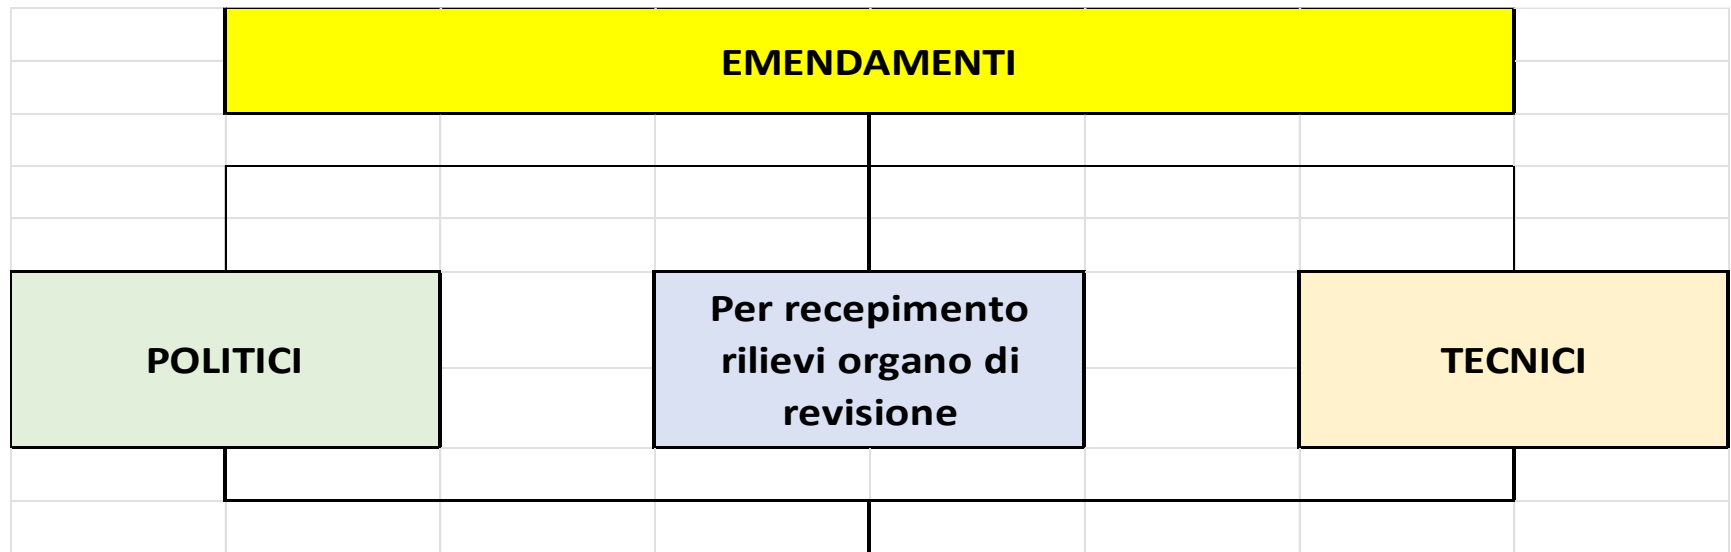 EMENDAMENTI
POLITICI
Per recepimento
rilievi organo di
revisione
TECNICI